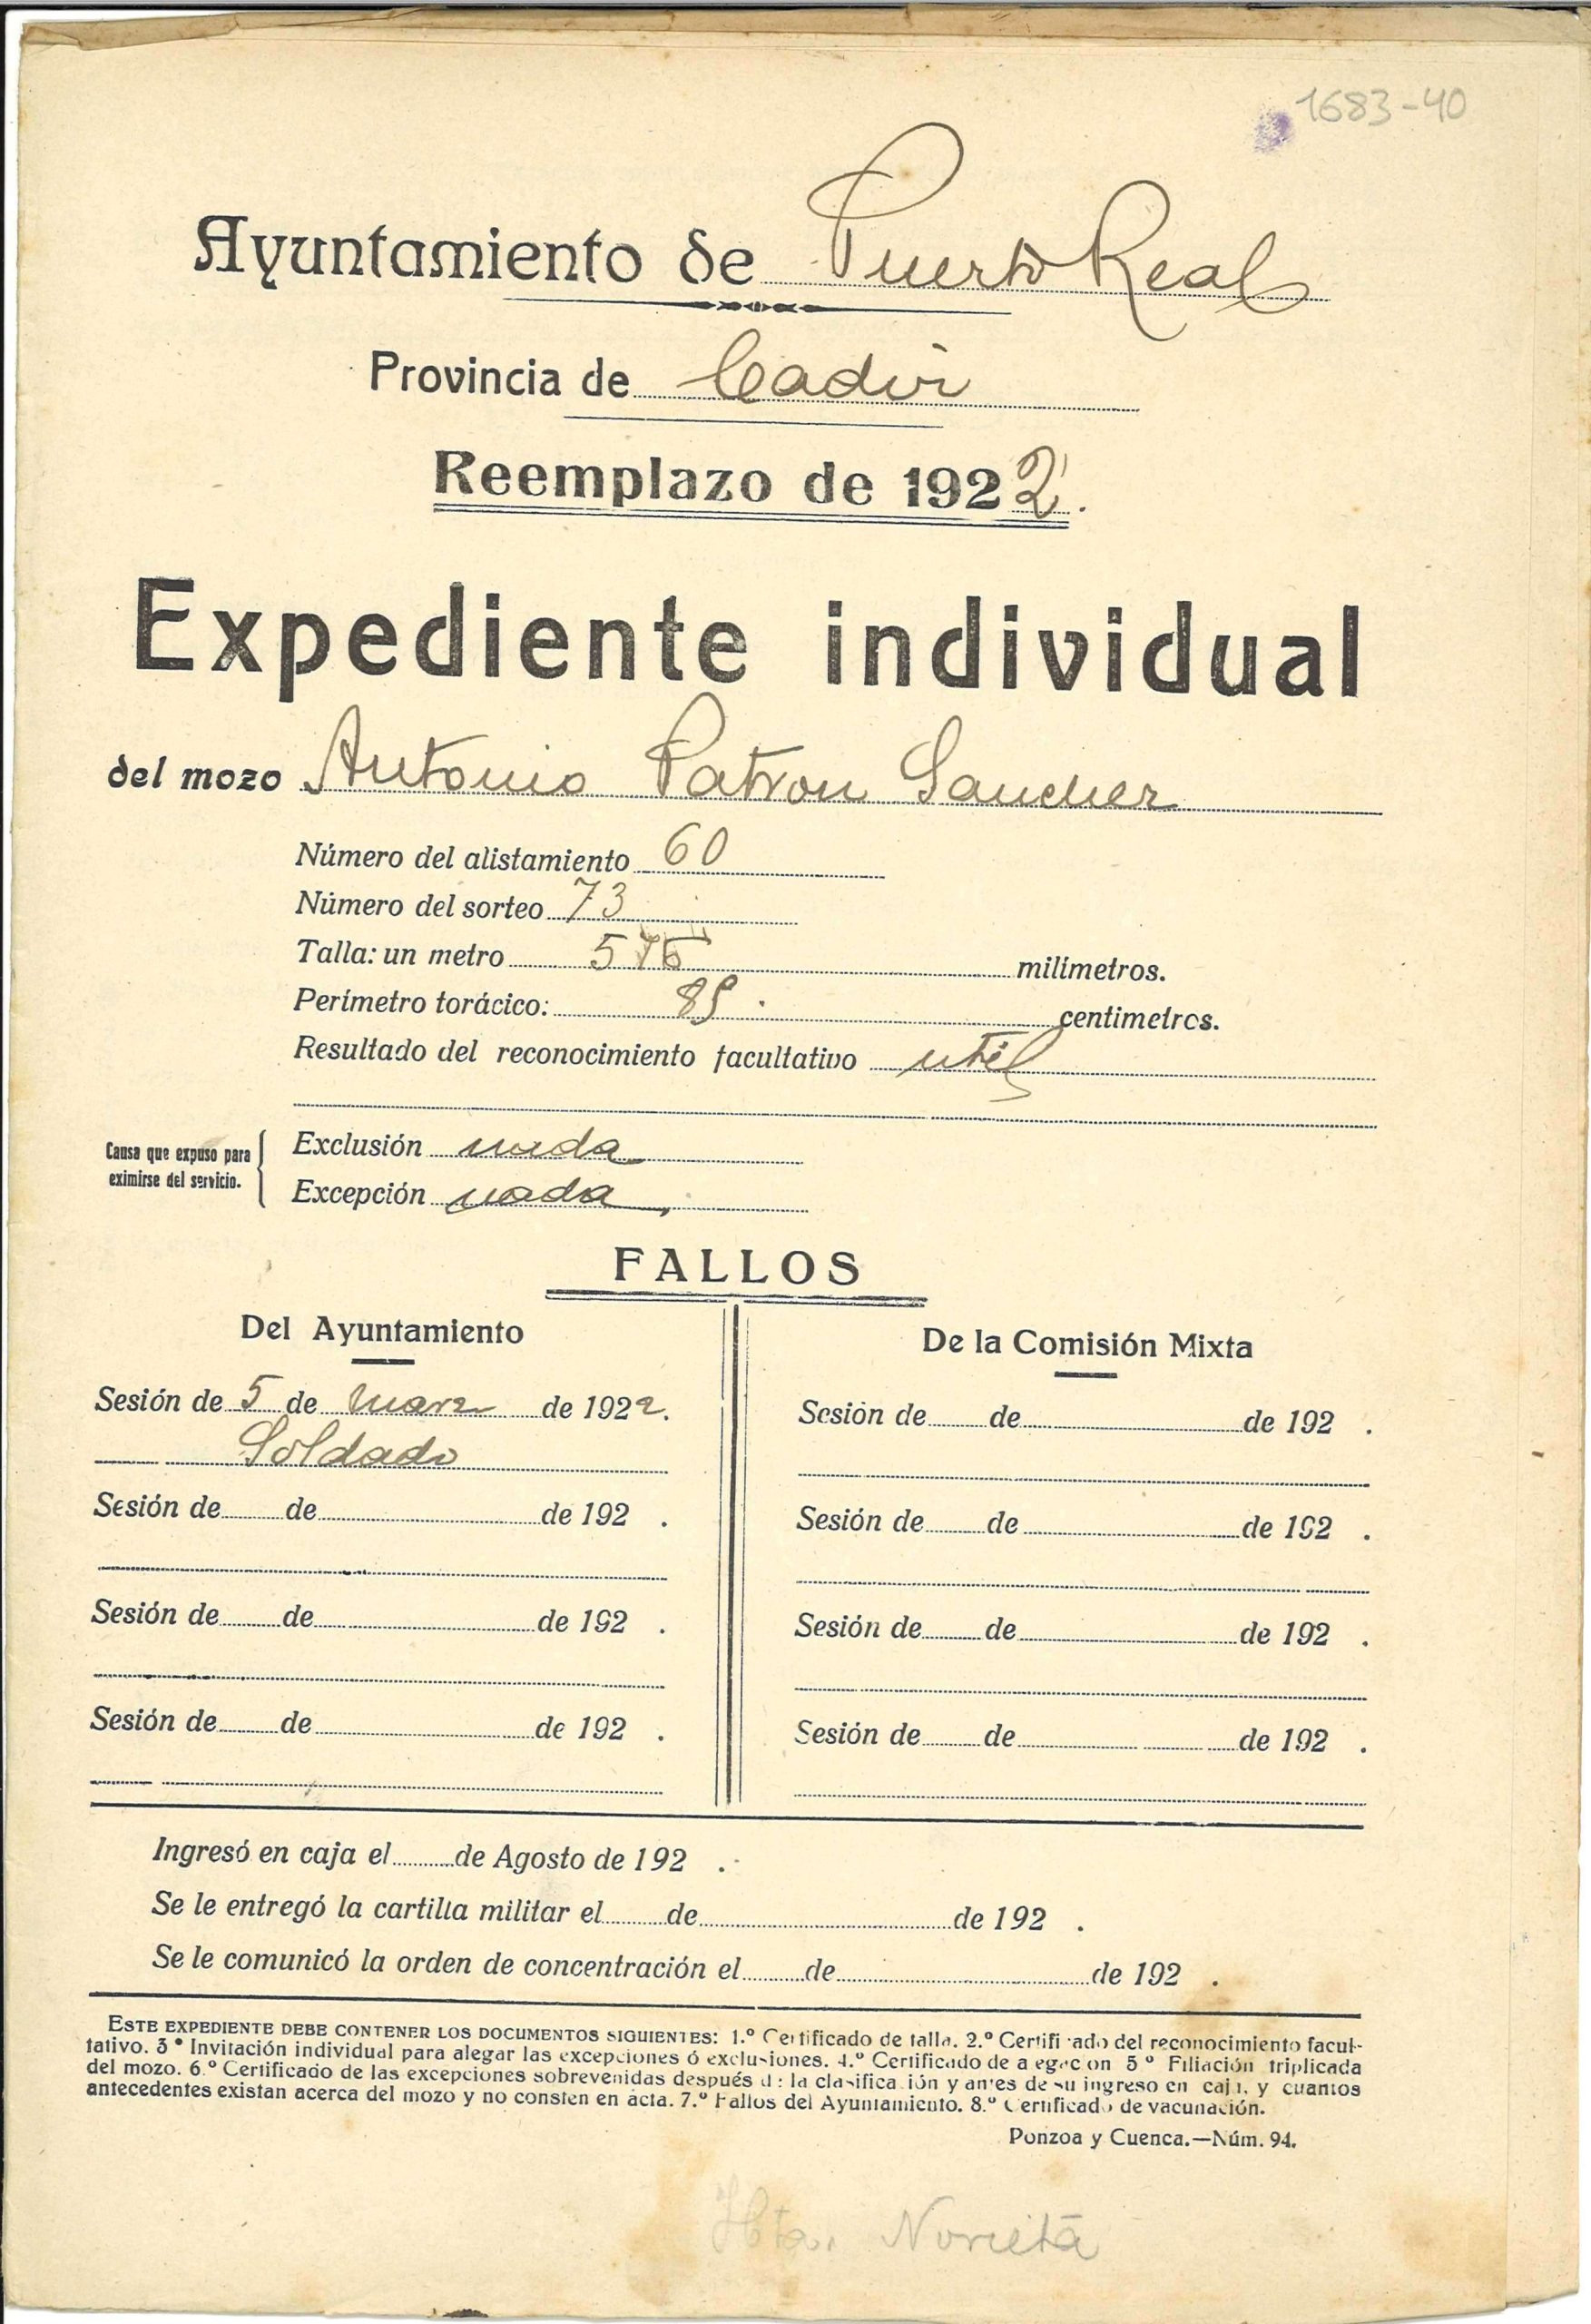 1683-40
Ayuntamiento de Puerto Real
Provincia de Cadiz
Reemplazo de 1922.
Expediente individual
del mozo Antonio Patron Sanchez
Número del alistamiento 60
Número del sorteo 73
Talla: un metro milímetros.
Perímetro torácico: centimetros.
Resultado del reconocimiento facultativo util
Causa que expuso para
eximirse del servicio.
Exclusión nada
Excepción nada
FALLOS
Del Ayuntamiento
De la Comisión Mixta
Sesión de 5 de Marzo de 1922.
Soldado
Sesión de de de 192 .
Sesión de de de 192 .
Sesión de de de 192 .
Sesión de de de 192 .
Sesión de de de 192 .
Sesión de de de 192 .
Sesión de de de 192 .
Ingresó en caja el de Agosto de 192 .
Se le entregó la cartilla militar el de de 192 .
Se le comunicó la orden de concentración el de de 192 .
ESTE EXPEDIENTE DEBE CONTENER LOS DOCUMENTOS SIGUIENTES: 1.º Certificado de talla. 2.º Certificado del reconocimiento facul-
tativo. 3º Invitación individual para alegar las excepciones ó exclusiones. 4.º Certificado de a egac on 5º Filiación triplicada
del mozo. 6.º Certificado de las excepciones sobrevenidas después de la clasificación y antes de su ingreso en caja, y cuantos
antecedentes existan acerca del mozo y no consten en acta. 7.º Fallos del Ayuntamiento. 8.º Certificado de vacunación.
Ponzoa y Cuenca.—Núm. 94.
Hta.